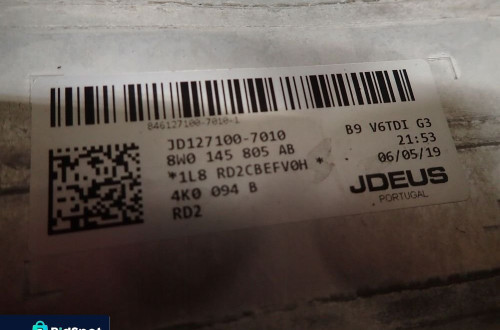 846127100-7010-1
JD127100-7010
8W0 145 805 AB
*1L8 RD2CBEFV0H *
4K0 094 B
RD2
B9 V6TDI G3
21:53
06/05/19
JDEUS
PORTUGAL
BidSpot